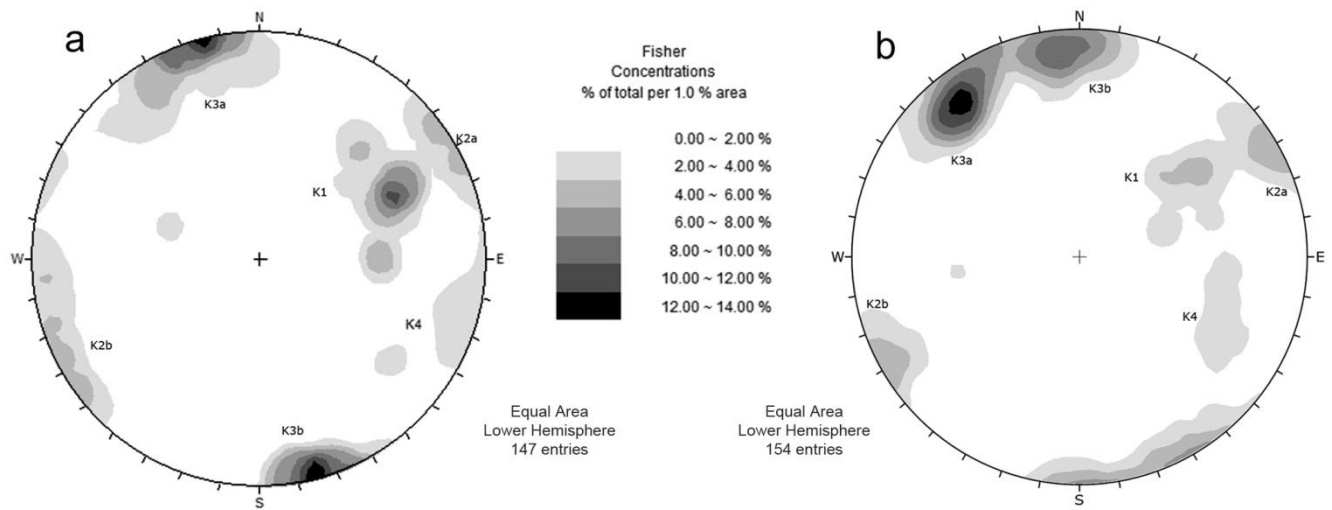 a
N
K3a
K2a
K1
W
E
K4
K2b
K3b
S
Equal Area
Lower Hemisphere
147 entries
Fisher
Concentrations
% of total per 1.0 % area
0.00 ~ 2.00 %
2.00 ~ 4.00 %
4.00 ~ 6.00 %
6.00 ~ 8.00 %
8.00 ~ 10.00 %
10.00 ~ 12.00 %
12.00 ~ 14.00 %
b
N
K3b
K3a
K1
K2a
W
E
K2b
K4
S
Equal Area
Lower Hemisphere
154 entries